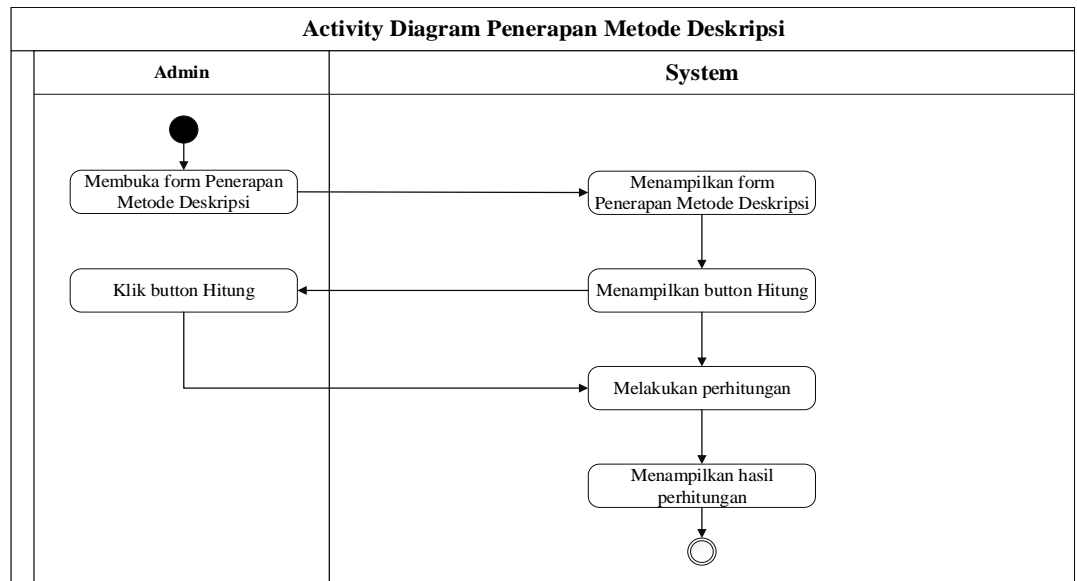 Activity Diagram Penerapan Metode Deskripsi
Admin
System
Membuka form Penerapan
Metode Deskripsi
Menampilkan form
Penerapan Metode Deskripsi
Klik button Hitung
Menampilkan button Hitung
Melakukan perhitungan
Menampilkan hasil
perhitungan